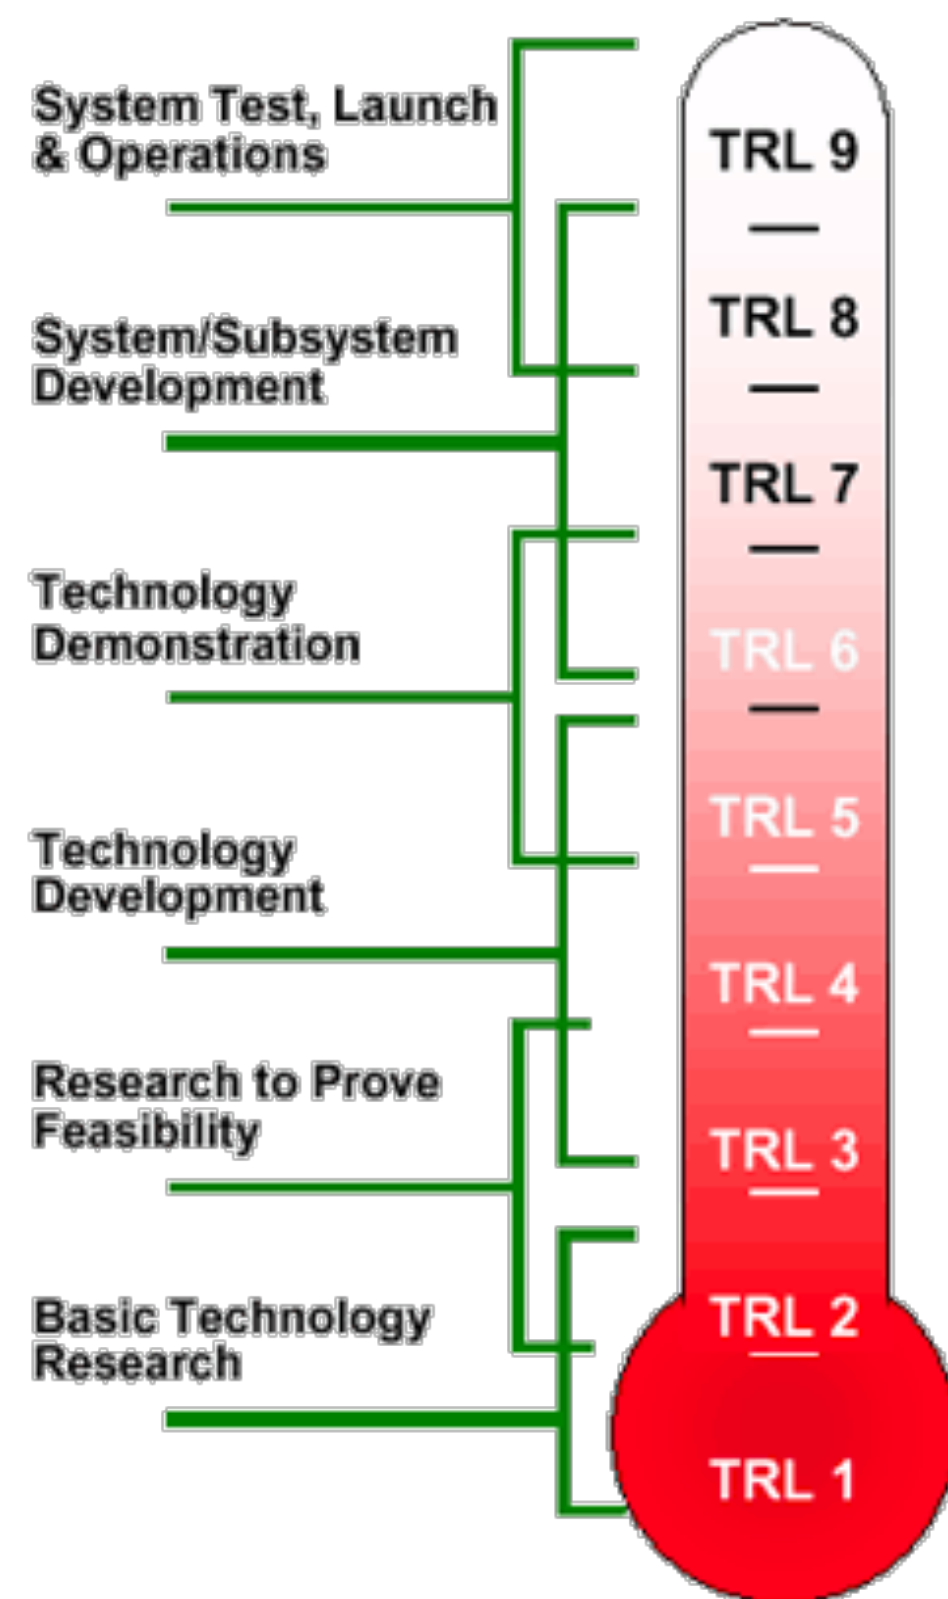 System Test, Launch
& Operations
System/Subsystem
Development
Technology
Demonstration
Technology
Development
Research to Prove
Feasibility
Basic Technology
Research
TRL 9
TRL 8
TRL 7
TRL 6
TRL 5
TRL 4
TRL 3
TRL 2
TRL 1